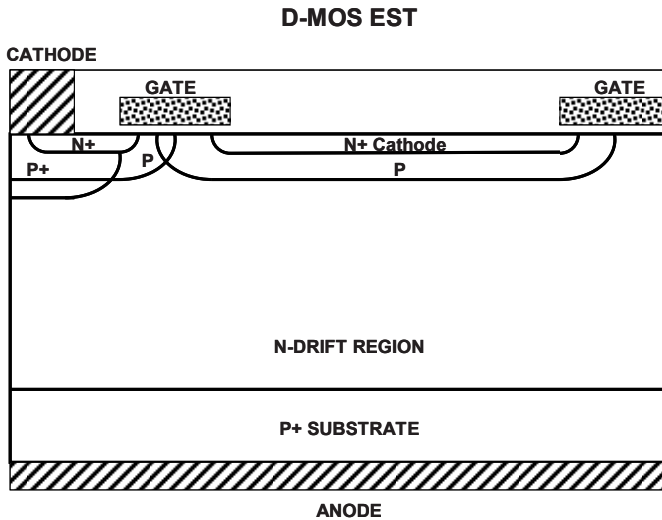 D-MOS EST
CATHODE
GATE
GATE
N+
N+ Cathode
P+
P
P
N-DRIFT REGION
P+ SUBSTRATE
ANODE